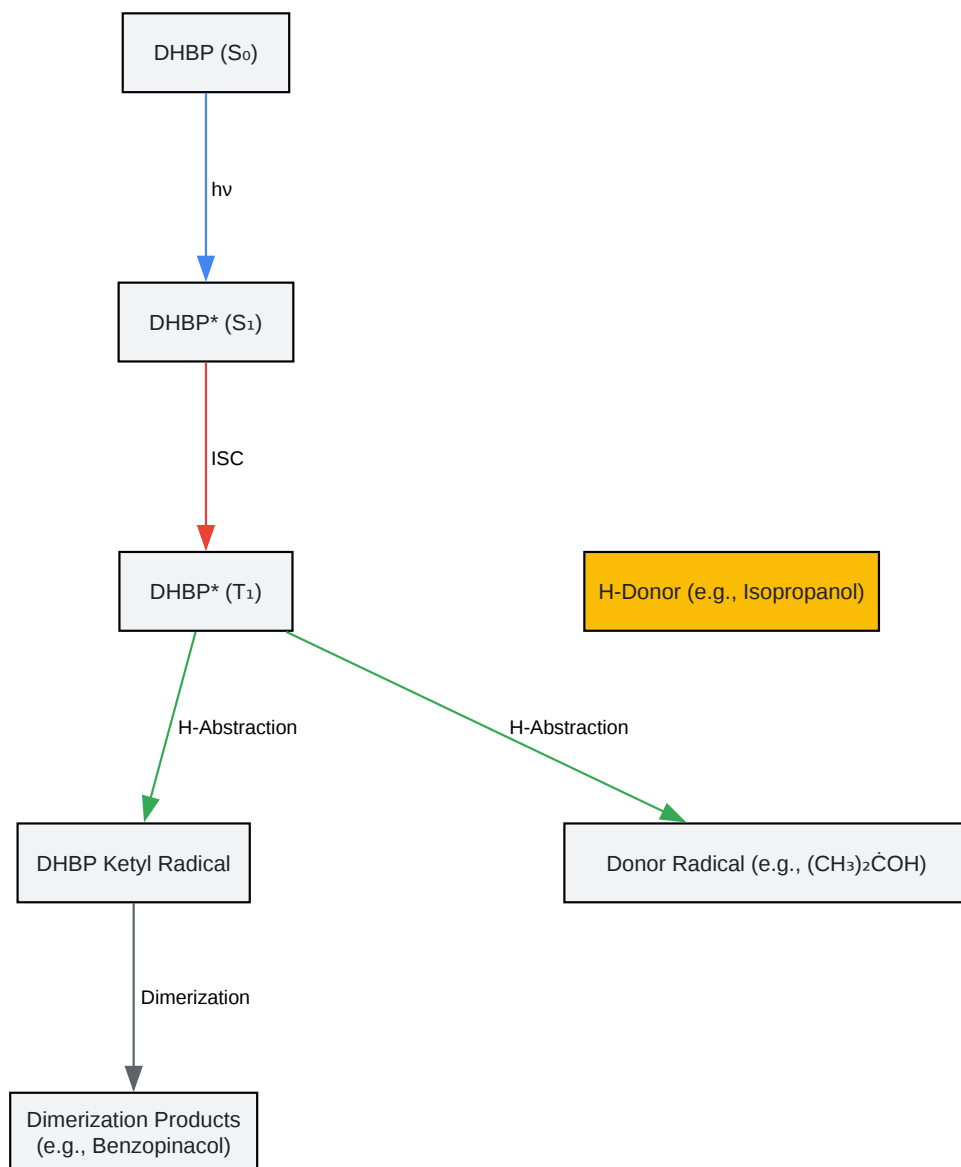 DHBP (S₀)
hν
DHBP* (S₁)
ISC
DHBP* (T₁)
H-Donor (e.g., Isopropanol)
H-Abstraction
H-Abstraction
DHBP Ketyl Radical
Donor Radical (e.g., (CH₃)₂ĊOH)
Dimerization
Dimerization Products
(e.g., Benzopinacol)